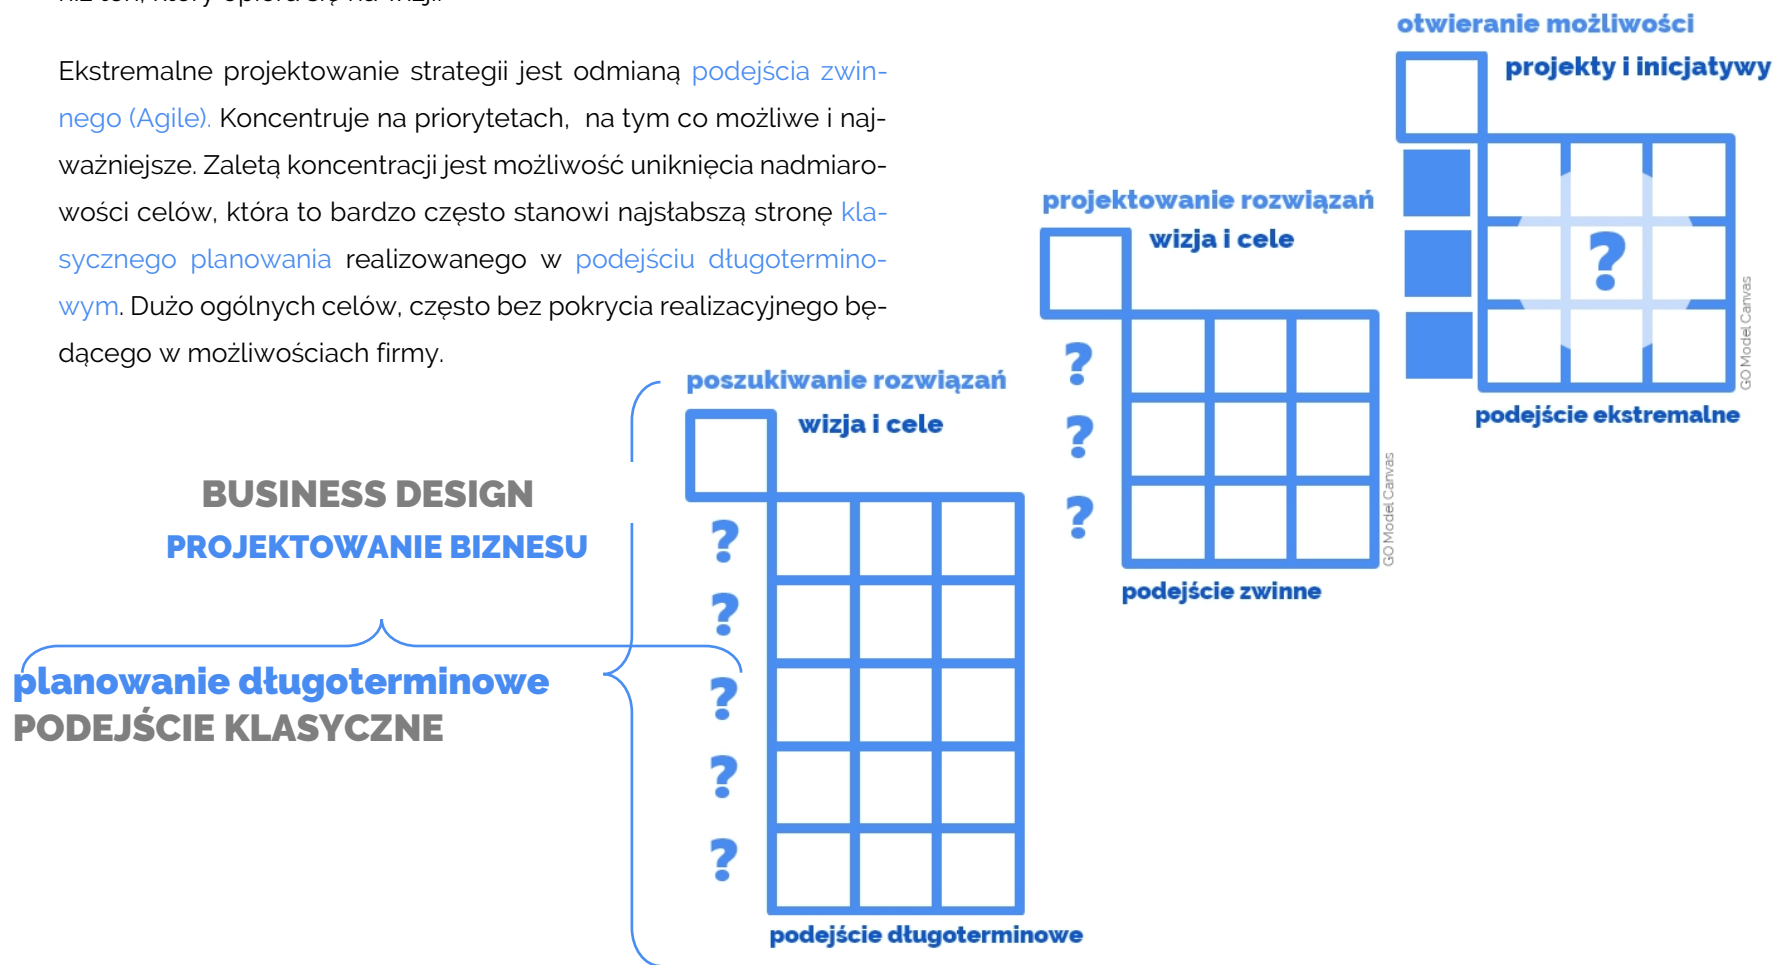 Ekstremalne projektowanie strategii jest odmianą podejścia zwin-
nego (Agile). Koncentruje na priorytetach, na tym co możliwe i naj-
ważniejsze. Zaletą koncentracji jest możliwość uniknięcia nadmiaro-
wości celów, która to bardzo często stanowi najsłabszą stronę kla-
sycznego planowania realizowanego w podejściu długotermino-
wym. Dużo ogólnych celów, często bez pokrycia realizacyjnego bę-
dącego w możliwościach firmy.
otwieranie możliwości
projekty i inicjatywy
?
GO Model Canvas
podejście ekstremalne
projektowanie rozwiązań
wizja i cele
?
?
?
GO Model Canvas
podejście zwinne
poszukiwanie rozwiązań
wizja i cele
?
?
?
?
?
podejście długoterminowe
BUSINESS DESIGN
PROJEKTOWANIE BIZNESU
planowanie długoterminowe
PODEJŚCIE KLASYCZNE